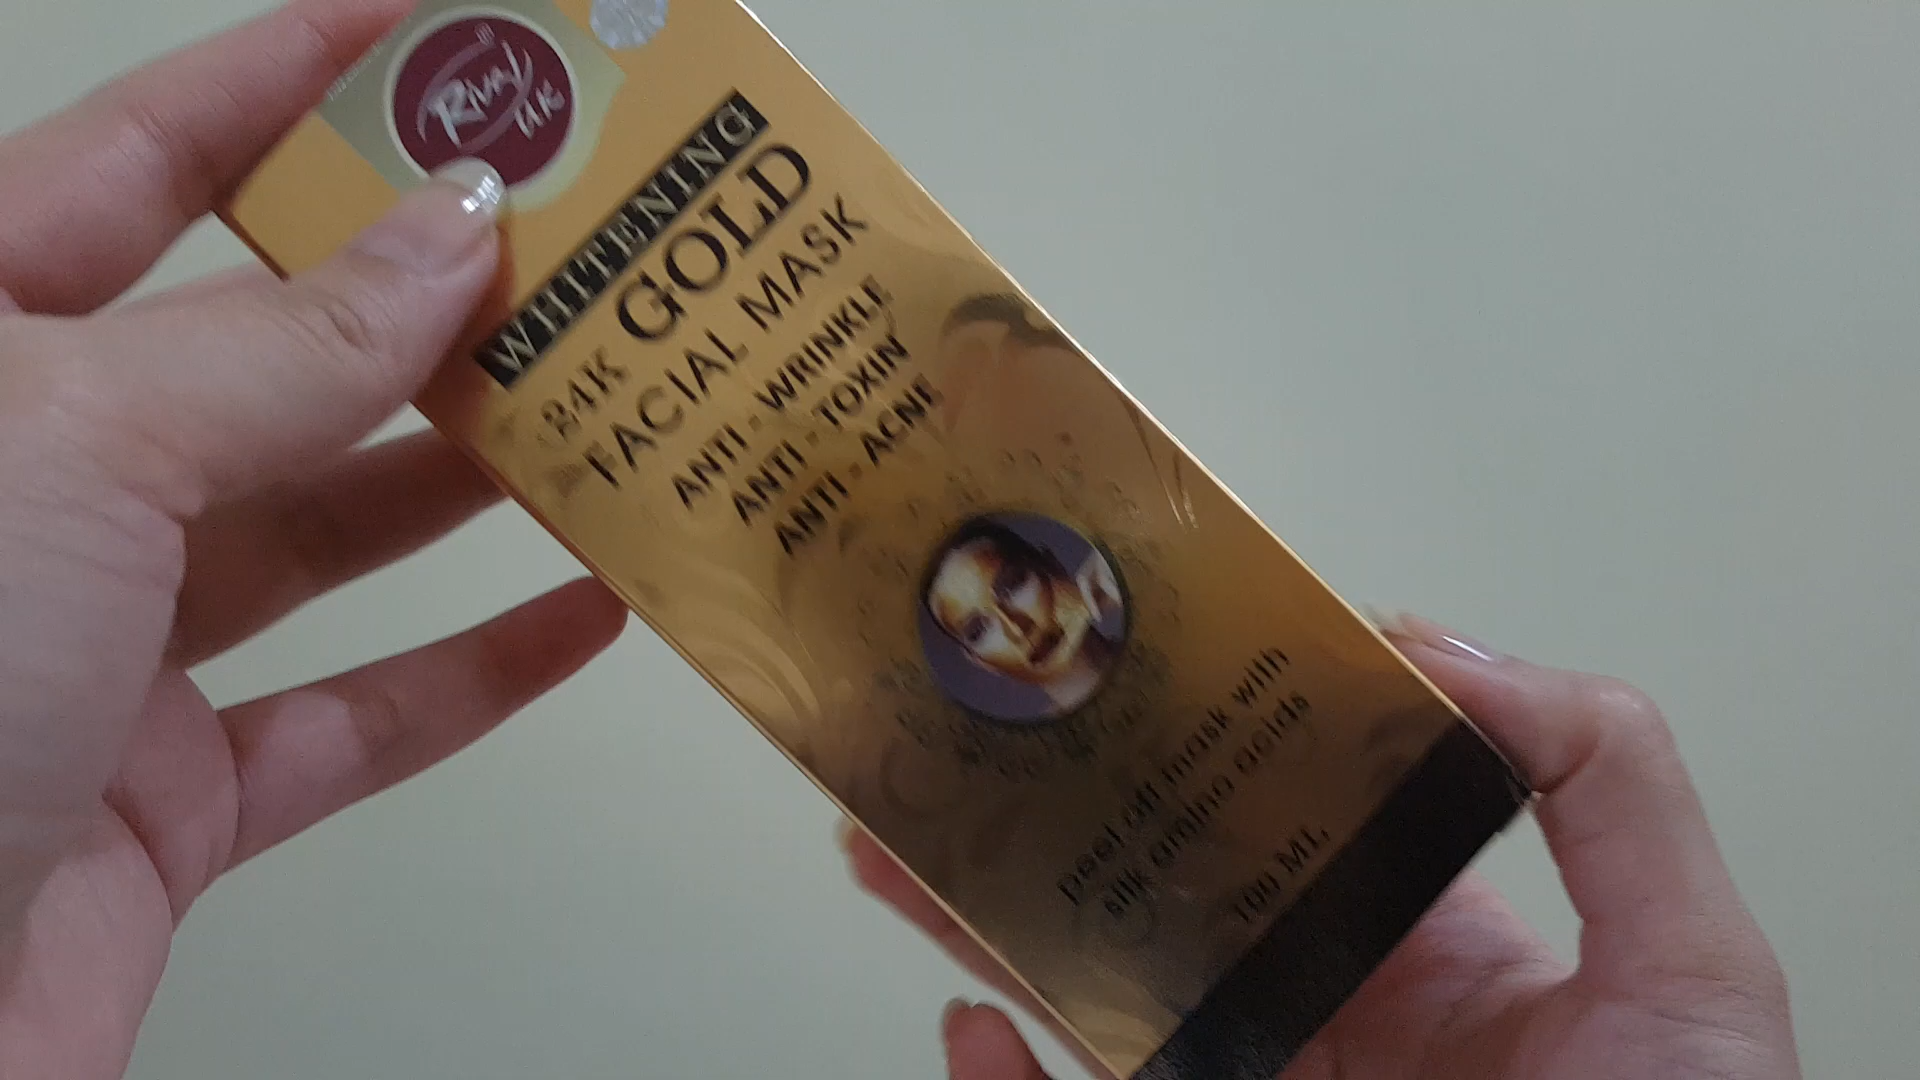 Rival
UK
WHITENING
24K GOLD
FACIAL MASK
ANTI - WRINKLE
ANTI - TOXIN
ANTI - ACNE
peel off mask with
silk amino acids
100 ML